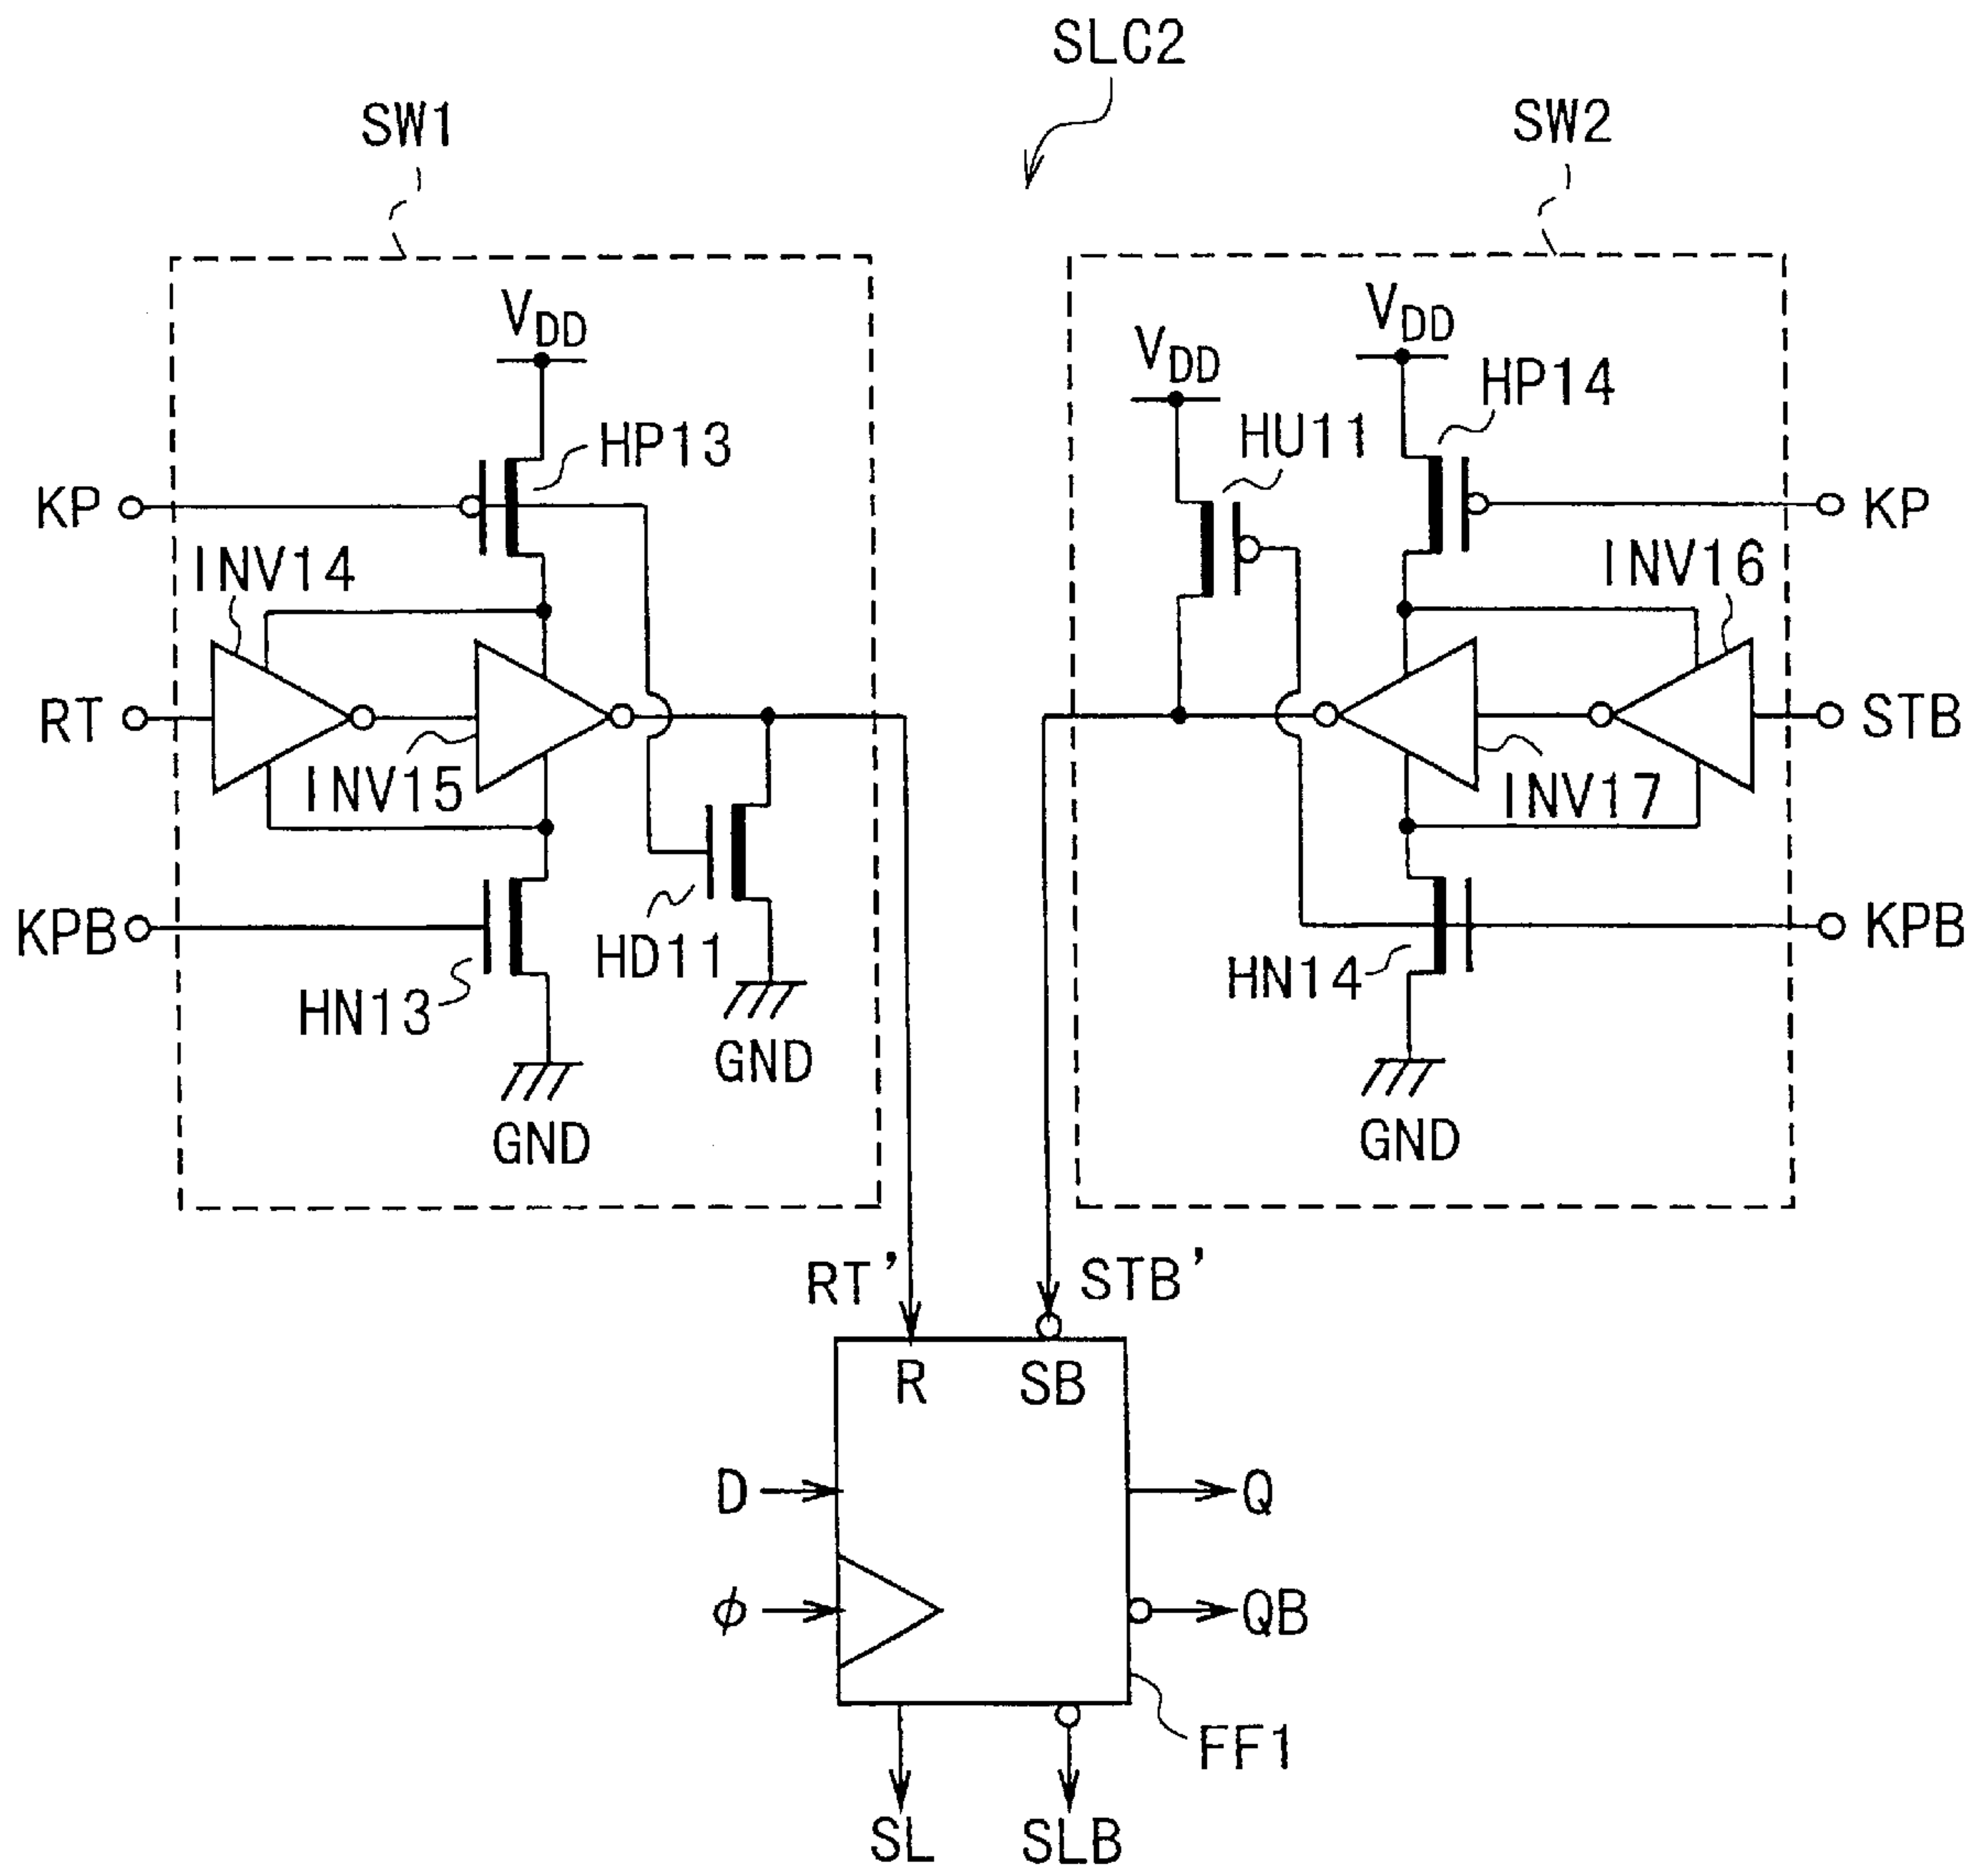 SLC2
SW1
SW2
VDD
VDD
VDD
HP13
HU11
HP14
KP
KP
INV14
INV16
RT
STB
INV15
INV17
KPB
KPB
HD11
HN13
HN14
GND
GND
GND
RT'
STB'
R
SB
D
Q
φ
QB
FF1
SL
SLB